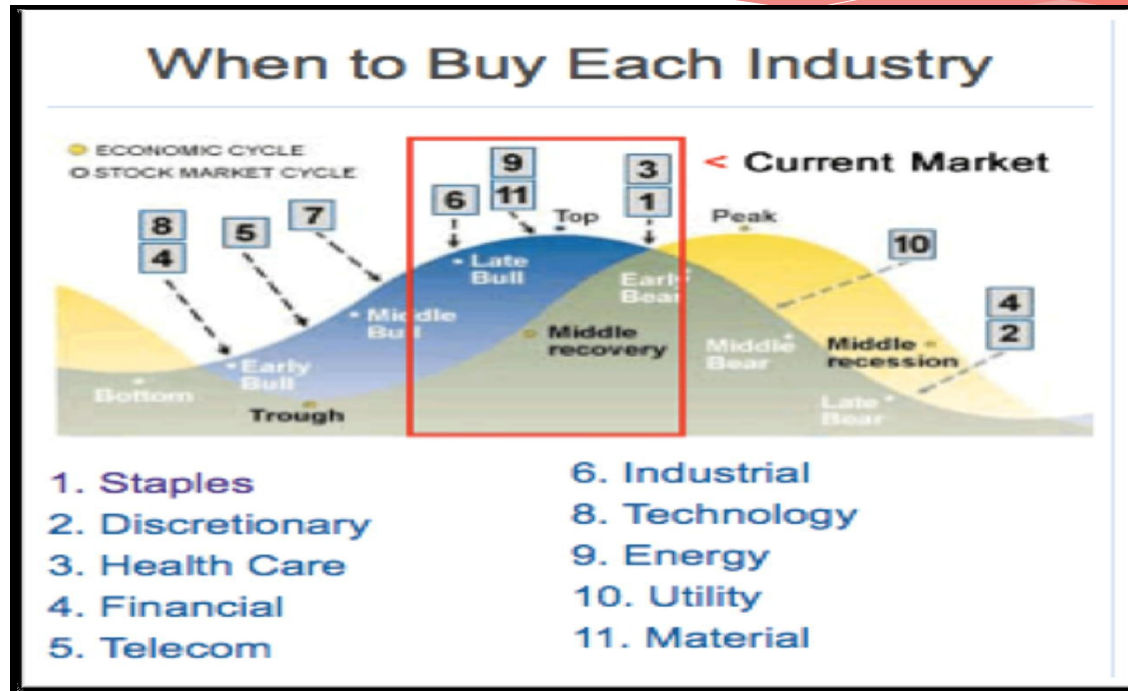 When to Buy Each Industry
ECONOMIC CYCLE
STOCK MARKET CYCLE
< Current Market
9
3
6
11
1
Top
Peak
7
8
5
4
10
4
2
Late
Bull
Early
Bear
Middle
Bull
Middle
recovery
Middle
Bear
Middle
recession
Early
Bull
Bottom
Trough
Late
Bear
1. Staples
2. Discretionary
3. Health Care
4. Financial
5. Telecom
6. Industrial
8. Technology
9. Energy
10. Utility
11. Material